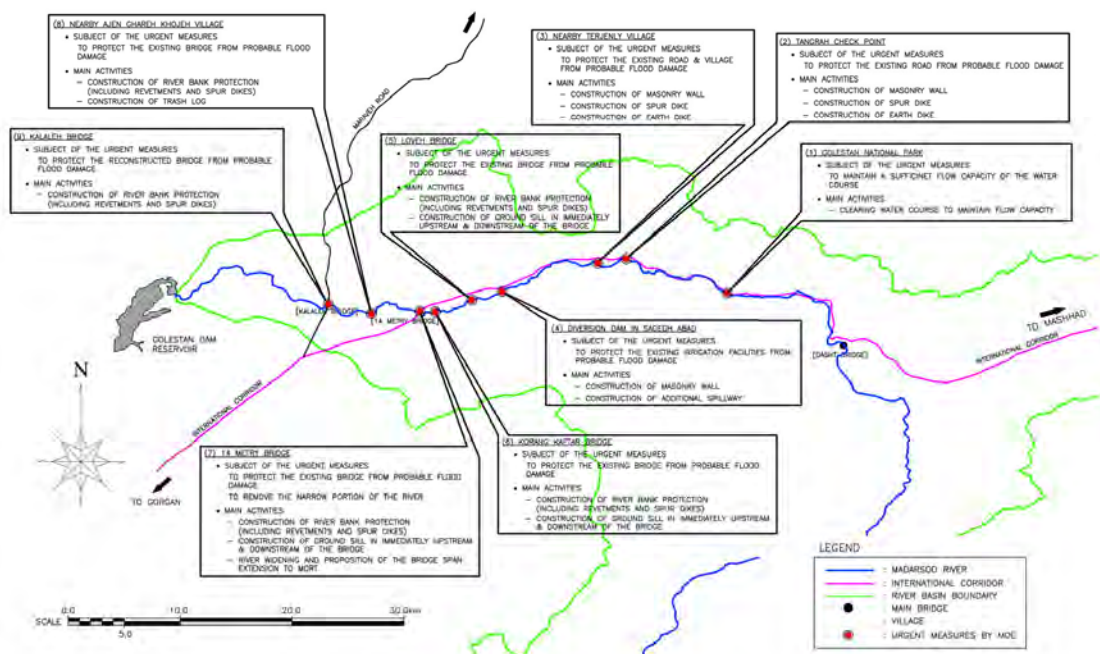 (8) NEARBY AJEN GHAREH KHOJEH VILLAGE
• SUBJECT OF THE URGENT MEASURES
TO PROTECT THE EXISTING BRIDGE FROM PROBABLE FLOOD
DAMAGE
• MAIN ACTIVITIES
– CONSTRUCTION OF RIVER BANK PROTECTION
(INCLUDING REVETMENTS AND SPUR DIKES)
– CONSTRUCTION OF TRASH LOG
(9) KALALEH BRIDGE
• SUBJECT OF THE URGENT MEASURES
TO PROTECT THE RECONSTRUCTED BRIDGE FROM PROBABLE
FLOOD DAMAGE.
• MAIN ACTIVITIES
– CONSTRUCTION OF RIVER BANK PROTECTION
(INCLUDING REVETMENTS AND SPUR DIKES)
MARAVEH ROAD
(3) NEARBY TERJENLY VILLAGE
• SUBJECT OF THE URGENT MEASURES
TO PROTECT THE EXISTING ROAD & VILLAGE
FROM PROBABLE FLOOD DAMAGE
• MAIN ACTIVITIES
– CONSTRUCTION OF MASONRY WALL
– CONSTRUCTION OF SPUR DIKE
– CONSTRUCTION OF EARTH DIKE
(2) TANGRAH CHECK POINT
• SUBJECT OF THE URGENT MEASURES
TO PROTECT THE EXISTING ROAD FROM PROBABLE FLOOD DAMAGE
• MAIN ACTIVITIES
– CONSTRUCTION OF MASONRY WALL
– CONSTRUCTION OF SPUR DIKE
– CONSTRUCTION OF EARTH DIKE
(5) LOVEH BRIDGE
• SUBJECT OF THE URGENT MEASURES
TO PROTECT THE EXISTING BRIDGE FROM PROBABLE
FLOOD DAMAGE
• MAIN ACTIVITIES
– CONSTRUCTION OF RIVER BANK PROTECTION
(INCLUDING REVETMENTS AND SPUR DIKES)
– CONSTRUCTION OF GROUND SILL IN IMMEDIATELY
UPSTREAM & DOWNSTREAM OF THE BRIDGE
(1) GOLESTAN NATIONAL PARK
• SUBJECT OF THE URGENT MEASURES
TO MAINTAIN A SUFFICINET FLOW CAPACITY OF THE WATER
COURSE
• MAIN ACTIVITIES
– CLEARING WATER COURSE TO MAINTAIN FLOW CAPACITY
GOLESTAN DAM
RESERVOIR
[KALALEH BRIDGE]
[14 METRY BRIDGE]
[DASHT BRIDGE]
TO MASHHAD
INTERNATIONAL CORRIDOR
(4) DIVERSION DAM IN SADEGH ABAD
• SUBJECT OF THE URGENT MEASURES
TO PROTECT THE EXISTING IRRIGATION FACILITIES FROM
PROBABLE FLOOD DAMAGE
• MAIN ACTIVITIES
– CONSTRUCTION OF MASONRY WALL
– CONSTRUCTION OF ADDITIONAL SPILLWAY
N
INTERNATIONAL CORRIDOR
TO GORGAN
(7) 14 METRY BRIDGE
• SUBJECT OF THE URGENT MEASURES
TO PROTECT THE EXISTING BRIDGE FROM PROBABLE FLOOD
DAMAGE
TO REMOVE THE NARROW PORTION OF THE RIVER
• MAIN ACTIVITIES
– CONSTRUCTION OF RIVER BANK PROTECTION
(INCLUDING REVETMENTS AND SPUR DIKES)
– CONSTRUCTION OF GROUND SILL IN IMMEDIATELY UPSTREAM
& DOWNSTREAM OF THE BRIDGE
– RIVER WIDENING AND PROPOSITION OF THE BRIDGE SPAN
EXTENSION TO MORT
(6) KORANG KAFTAR BRIDGE
• SUBJECT OF THE URGENT MEASURES
TO PROTECT THE EXISTING BRIDGE FROM PROBABLE FLOOD
DAMAGE
• MAIN ACTIVITIES
– CONSTRUCTION OF RIVER BANK PROTECTION
(INCLUDING REVETMENTS AND SPUR DIKES)
– CONSTRUCTION OF GROUND SILL IN IMMEDIATELY UPSTREAM
& DOWNSTREAM OF THE BRIDGE
LEGEND
: MADARSOO RIVER
: INTERNATIONAL CORRIDOR
: RIVER BASIN BOUNDARY
: MAIN BRIDGE
: VILLAGE
: URGENT MEASURES BY MOE
0.0 10.0 20.0 30.0km
SCALE
5.0